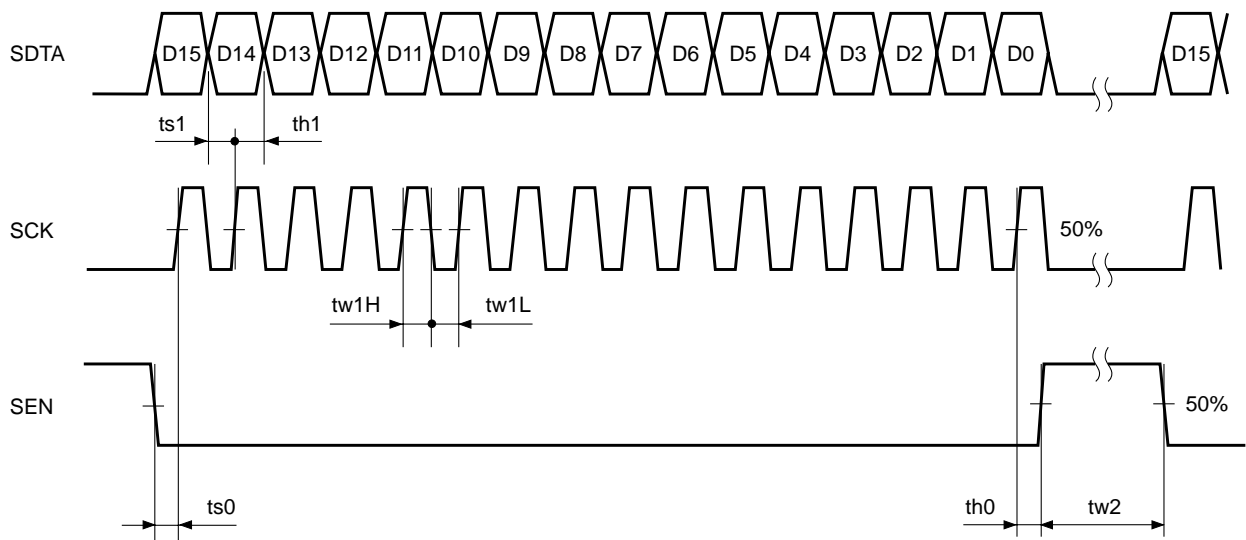 SDTA D15 D14 D13 D12 D11 D10 D9 D8 D7 D6 D5 D4 D3 D2 D1 D0 D15
ts1 th1
SCK 50%
tw1H tw1L
SEN 50%
ts0 th0 tw2